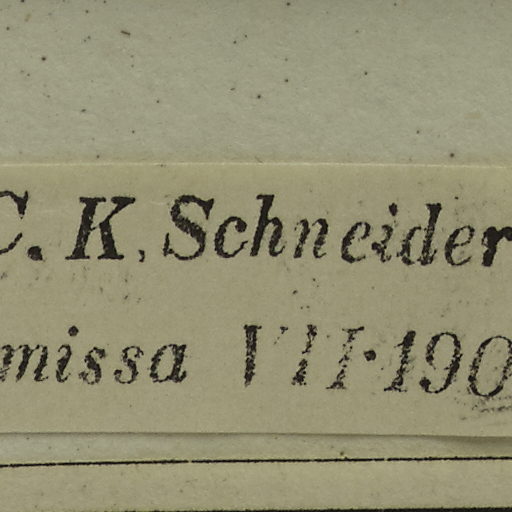 C. K. Schneider
missa VII.190